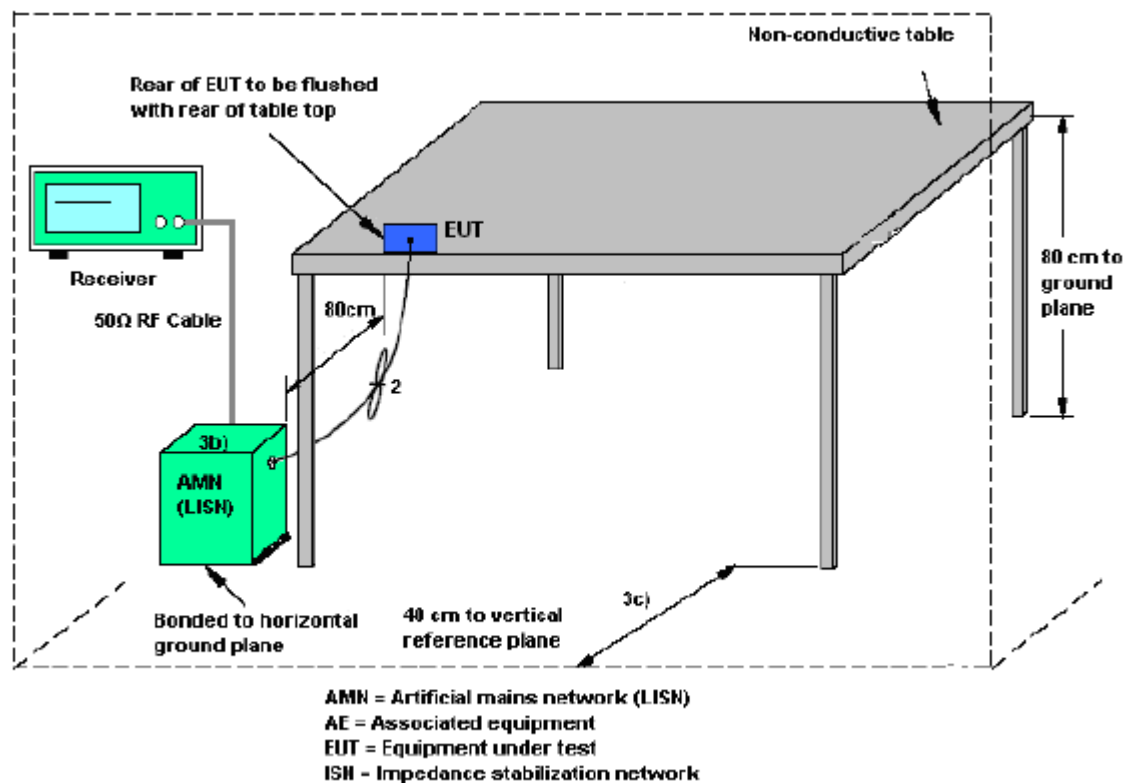 Non-conductive table
Rear of EUT to be flushed
with rear of table top
EUT
Receiver
80cm
80 cm to
ground
plane
50Ω RF Cable
2
3b)
AMN
(LISN)
3c)
Bonded to horizontal
ground plane
40 cm to vertical
reference plane
AMN = Artificial mains network (LISN)
AE = Associated equipment
EUT = Equipment under test
ISN = Impedance stabilization network